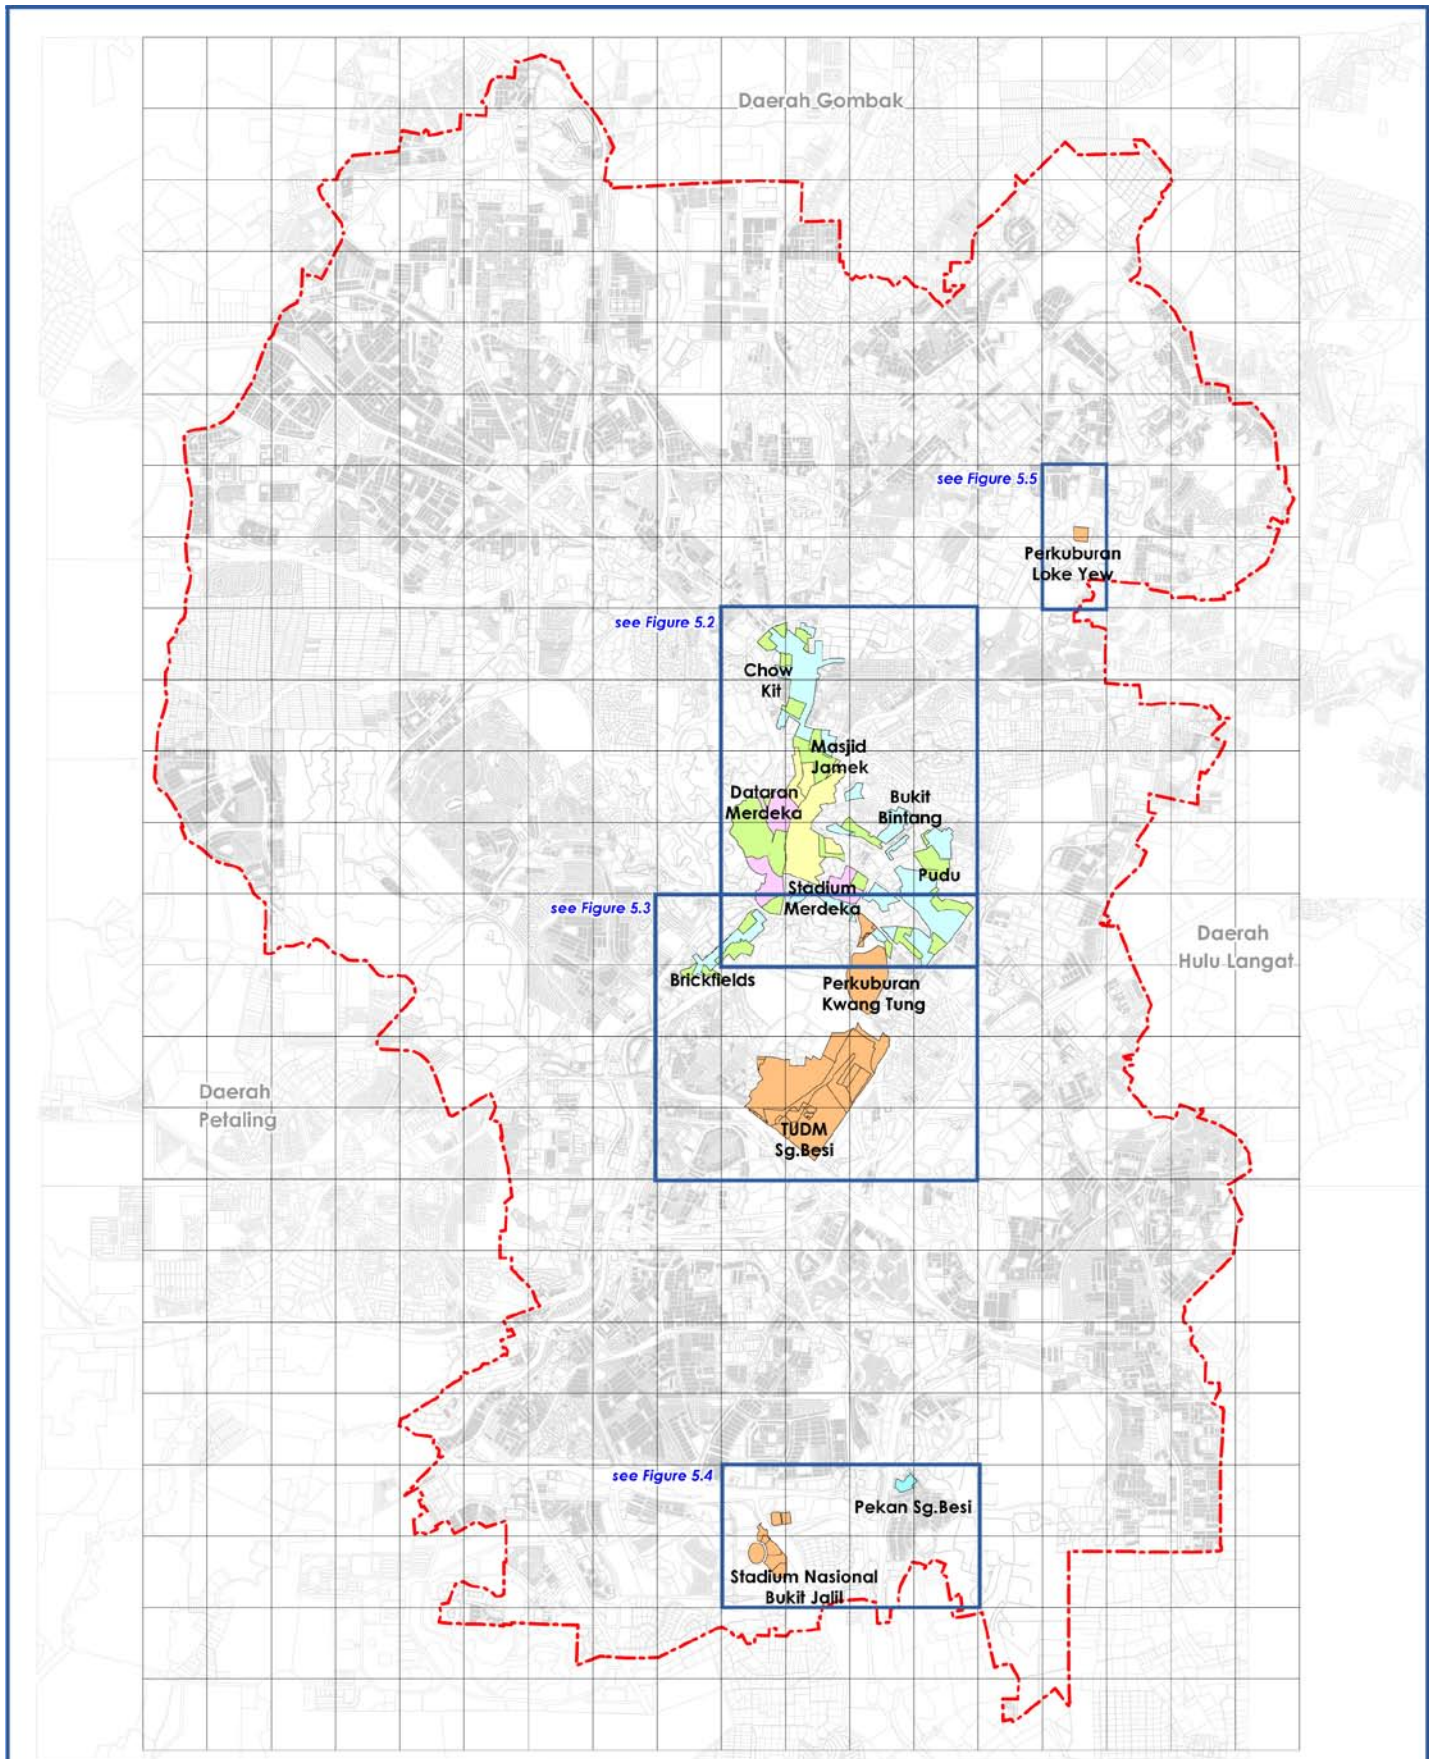 Daerah Gombak
see Figure 5.5
Perkuburan
Loke Yew
see Figure 5.2
Chow
Kit
Masjid
Jamek
Dataran
Merdeka
Bukit
Bintang
Pudu
Stadium
Merdeka
see Figure 5.3
Daerah
Hulu Langat
Brickfields
Perkuburan
Kwang Tung
Daerah
Petaling
TUDM
Sg.Besi
see Figure 5.4
Pekan Sg.Besi
Stadium Nasional
Bukit Jalil